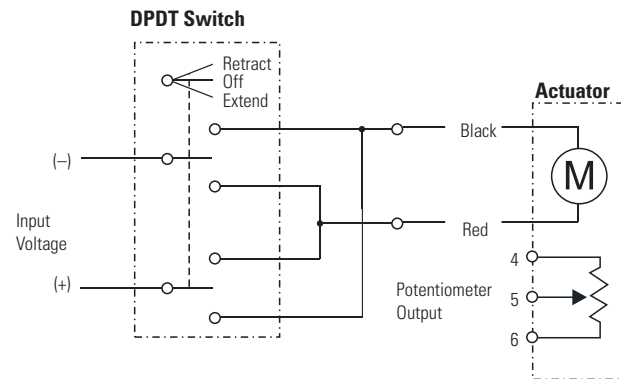 DPDT Switch
Retract
Off
Extend
Actuator
Black
(–)
M
Input
Voltage
Red
4
(+)
Potentiometer
Output
5
6